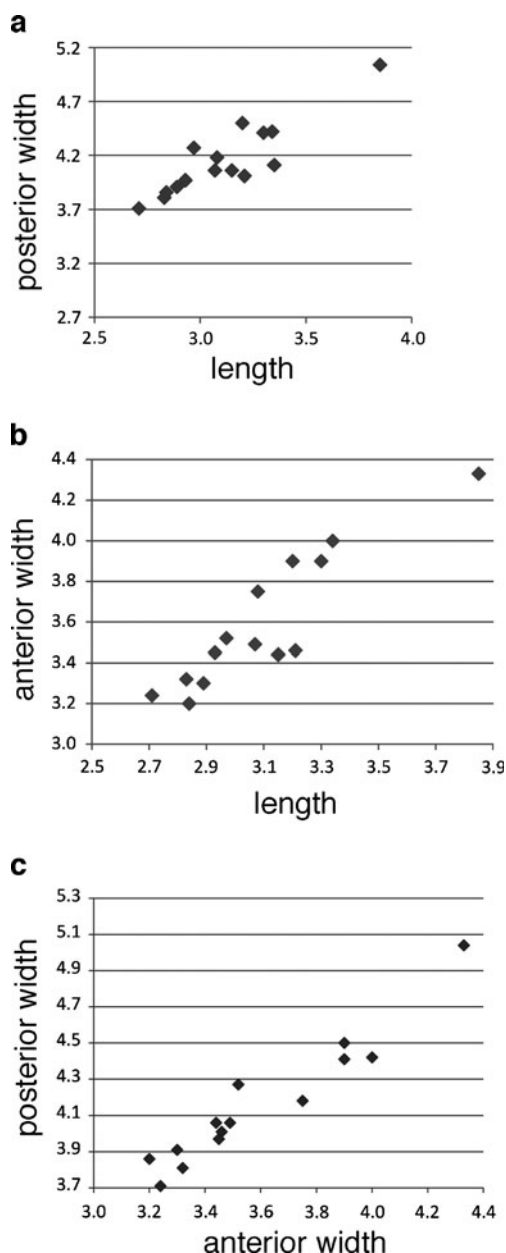 a
5.2
4.7
4.2
3.7
3.2
2.7
posterior width
2.5 3.0 3.5 4.0
length
b
4.4
4.2
4.0
3.8
3.6
3.4
3.2
3.0
anterior width
2.5 2.7 2.9 3.1 3.3 3.5 3.7 3.9
length
c
5.3
5.1
4.9
4.7
4.5
4.3
4.1
3.9
3.7
posterior width
3.0 3.2 3.4 3.6 3.8 4.0 4.2 4.4
anterior width